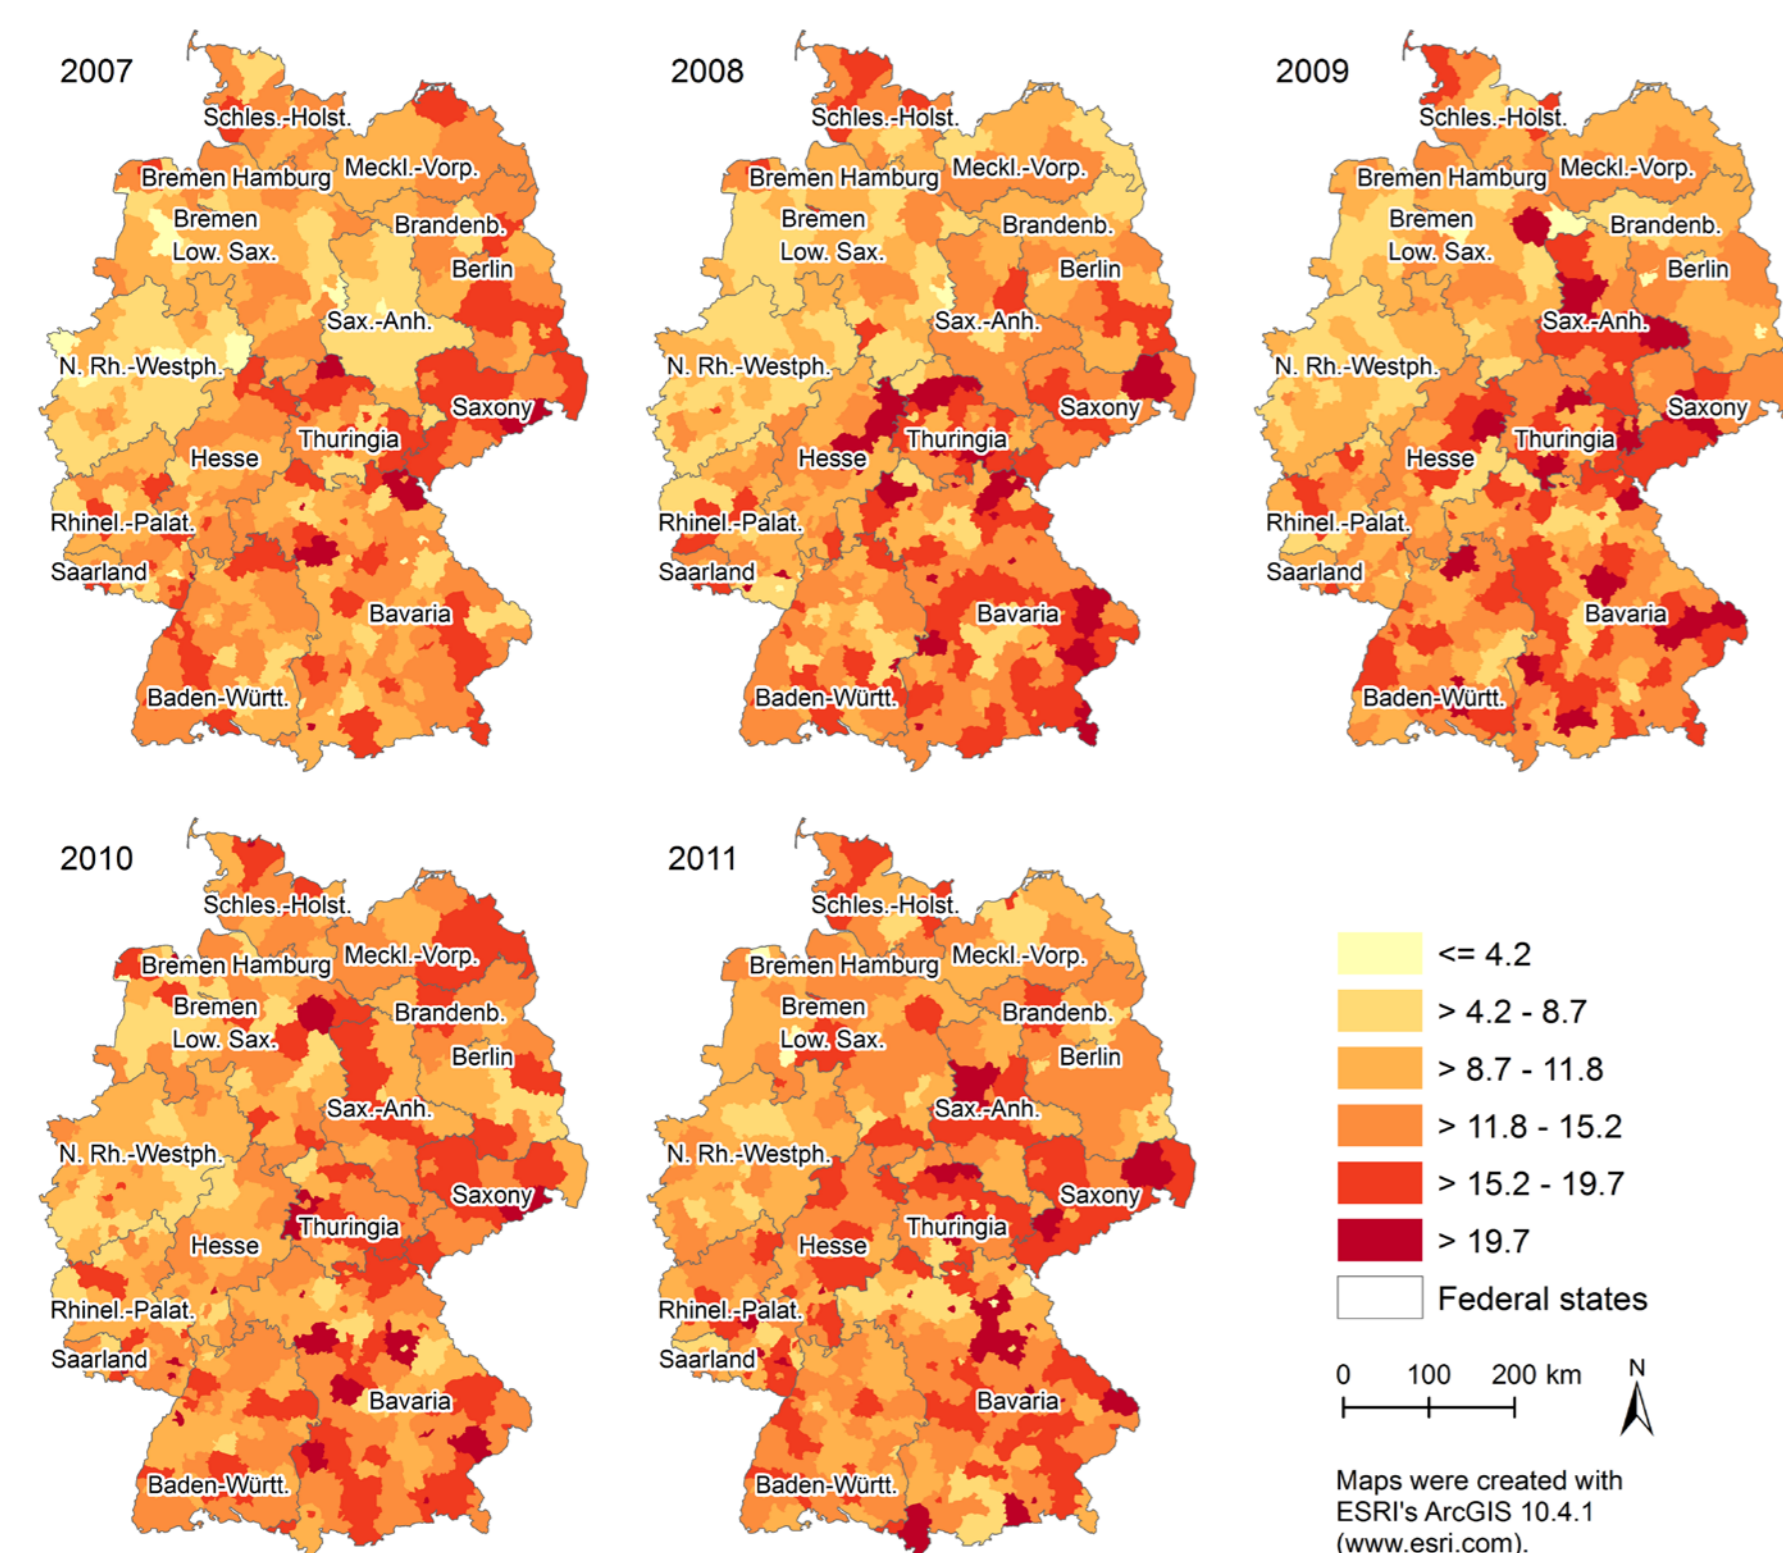 2007
Schles.-Holst.
Meckl.-Vorp.
Bremen Hamburg
Bremen
Brandenb.
Low. Sax.
Berlin
Sax.-Anh.
N. Rh.-Westph.
Saxony
Thuringia
Hesse
Rhinel.-Palat.
Saarland
Bavaria
Baden-Württ.
2008
Schles.-Holst.
Meckl.-Vorp.
Bremen Hamburg
Bremen
Brandenb.
Low. Sax.
Berlin
Sax.-Anh.
N. Rh.-Westph.
Saxony
Thuringia
Hesse
Rhinel.-Palat.
Saarland
Bavaria
Baden-Württ.
2009
Schles.-Holst.
Meckl.-Vorp.
Bremen Hamburg
Bremen
Brandenb.
Low. Sax.
Berlin
Sax.-Anh.
N. Rh.-Westph.
Saxony
Thuringia
Hesse
Rhinel.-Palat.
Saarland
Bavaria
Baden-Württ.
2010
Schles.-Holst.
Meckl.-Vorp.
Bremen Hamburg
Bremen
Brandenb.
Low. Sax.
Berlin
Sax.-Anh.
N. Rh.-Westph.
Saxony
Thuringia
Hesse
Rhinel.-Palat.
Saarland
Bavaria
Baden-Württ.
2011
Schles.-Holst.
Meckl.-Vorp.
Bremen Hamburg
Bremen
Brandenb.
Low. Sax.
Berlin
Sax.-Anh.
N. Rh.-Westph.
Saxony
Thuringia
Hesse
Rhinel.-Palat.
Saarland
Bavaria
Baden-Württ.
<= 4.2
> 4.2 - 8.7
> 8.7 - 11.8
> 11.8 - 15.2
> 15.2 - 19.7
> 19.7
Federal states
0 100 200 km
N
Maps were created with
ESRI's ArcGIS 10.4.1
(www.esri.com).